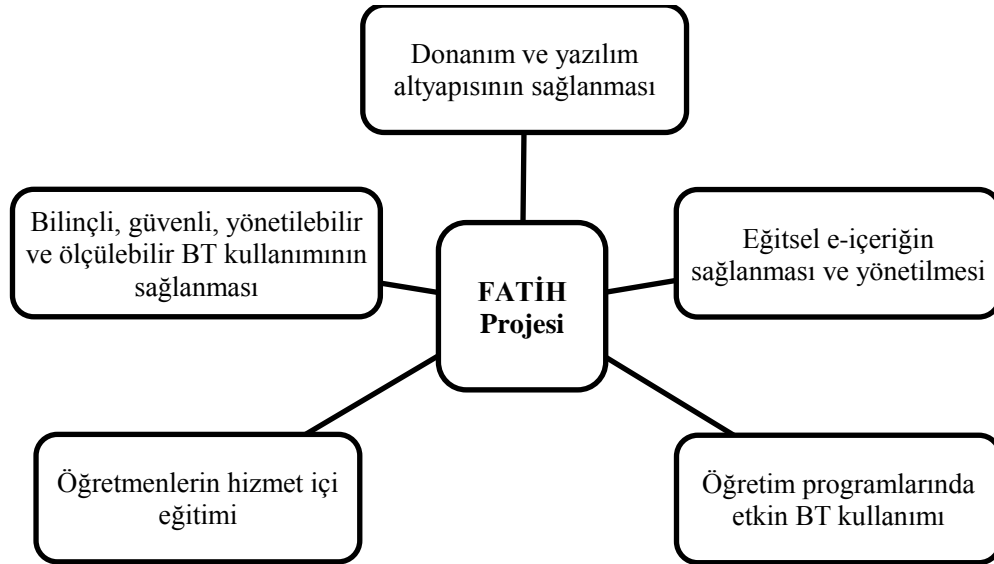 Donanım ve yazılım
altyapısının sağlanması
Bilinçli, güvenli, yönetilebilir
ve ölçülebilir BT kullanımının
sağlanması
Eğitsel e-içeriğin
sağlanması ve yönetilmesi
FATİH
Projesi
Öğretmenlerin hizmet içi
eğitimi
Öğretim programlarında
etkin BT kullanımı